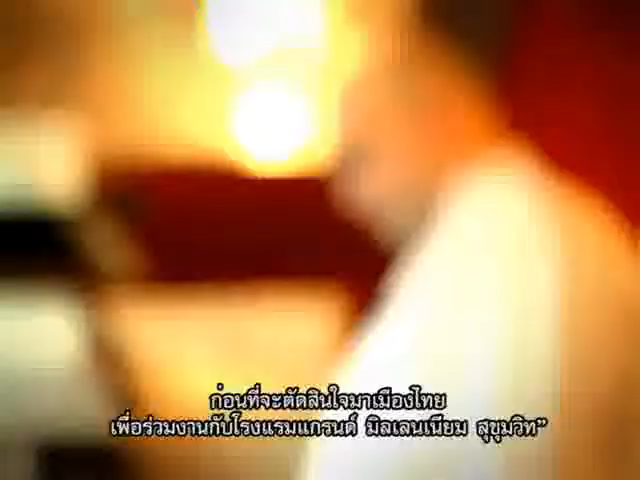 ก่อนที่จะตัดสินใจมาเมืองไทย
เพื่อร่วมงานกับโรงแรมแกรนด์ มิลเลนเนียม สุขุมวิท”